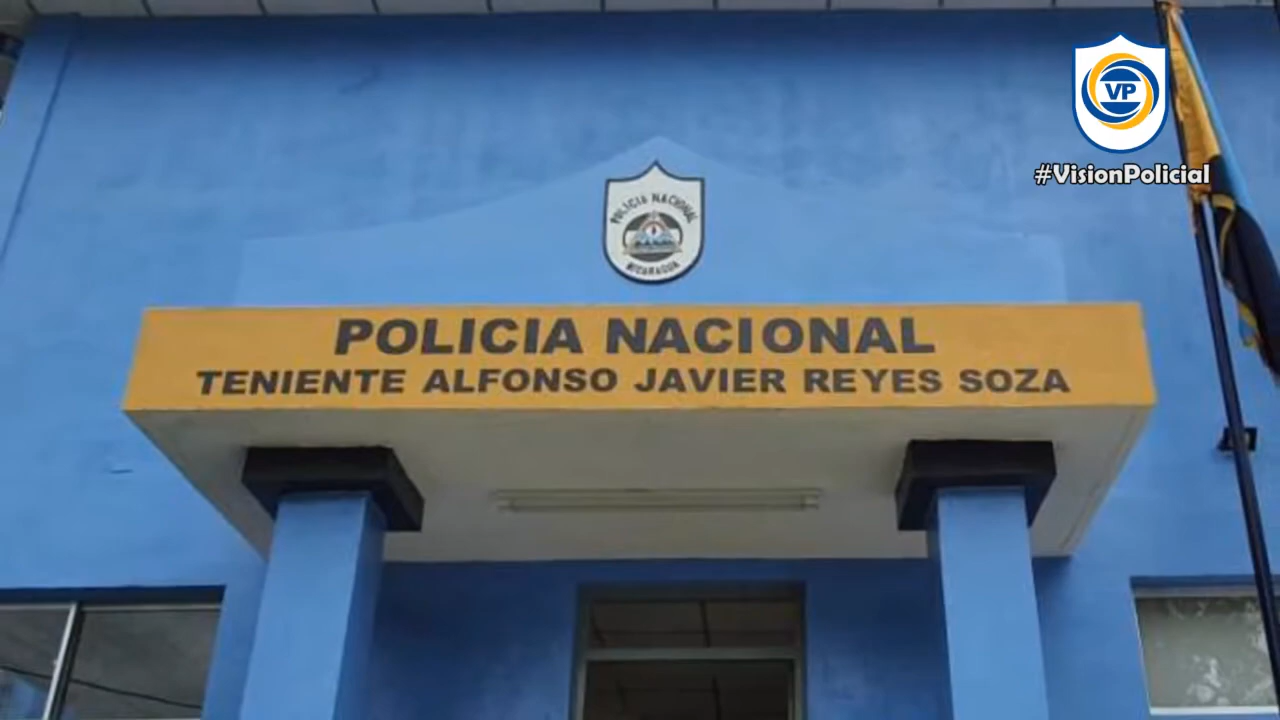 VP
#VisionPolicial
POLICIA NACIONAL
NICARAGUA
POLICIA NACIONAL
TENIENTE ALFONSO JAVIER REYES SOZA